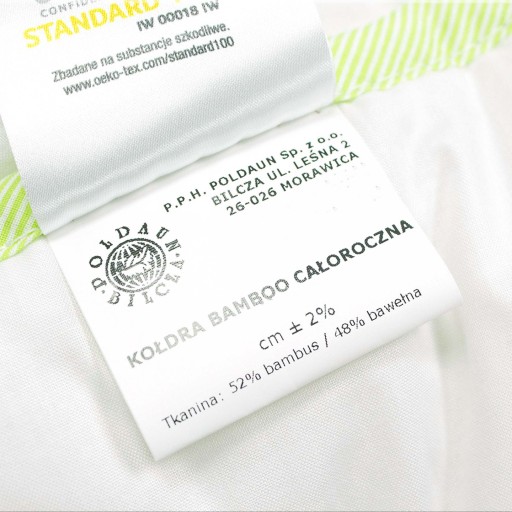 CONFID
STANDARD
IW 00018 IW
Zbadane na substancje szkodliwe.
www.oeko-tex.com/standard100
P.P.H. POLDAUN Sp. z o.o.
BILCZA UL. LEŚNA 2
26-026 MORAWICA
POLDAUN
BILCZA
KOŁDRA BAMBOO CAŁOROCZNA
cm ± 2%
Tkanina: 52% bambus / 48% bawełna